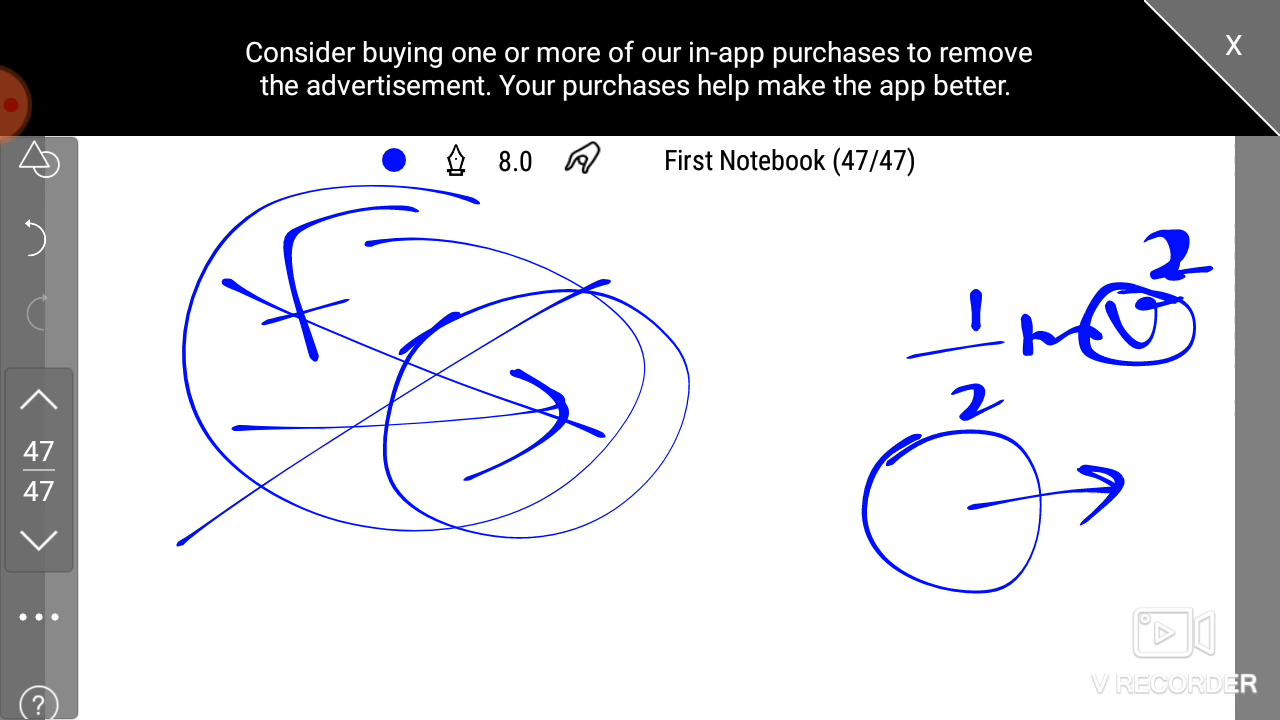 Consider buying one or more of our in-app purchases to remove
the advertisement. Your purchases help make the app better.
X
8.0
First Notebook (47/47)
47
47
?
f
1/2 mv²
V RECORDER